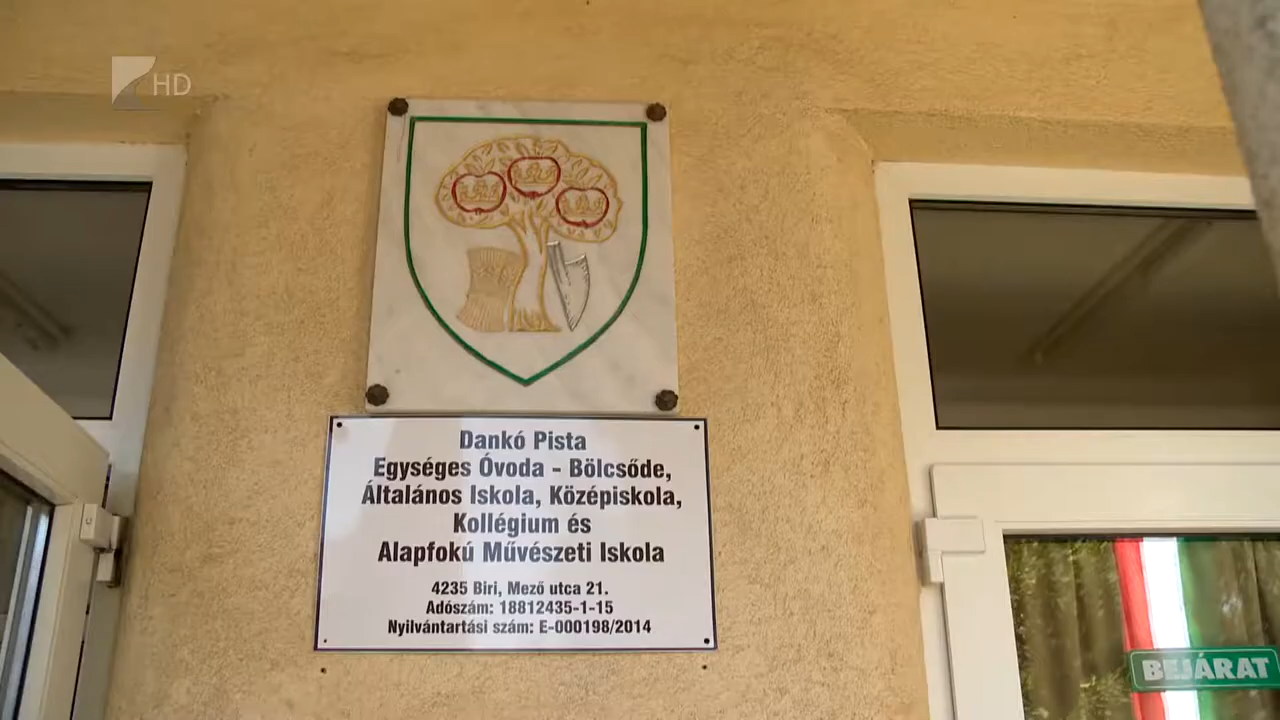 HD
Dankó Pista
Egységes Óvoda - Bölcsőde,
Általános Iskola, Középiskola,
Kollégium és
Alapfokú Művészeti Iskola
4235 Biri, Mező utca 21.
Adószám: 18812435-1-15
Nyilvántartási szám: E-000198/2014
BEJÁRAT